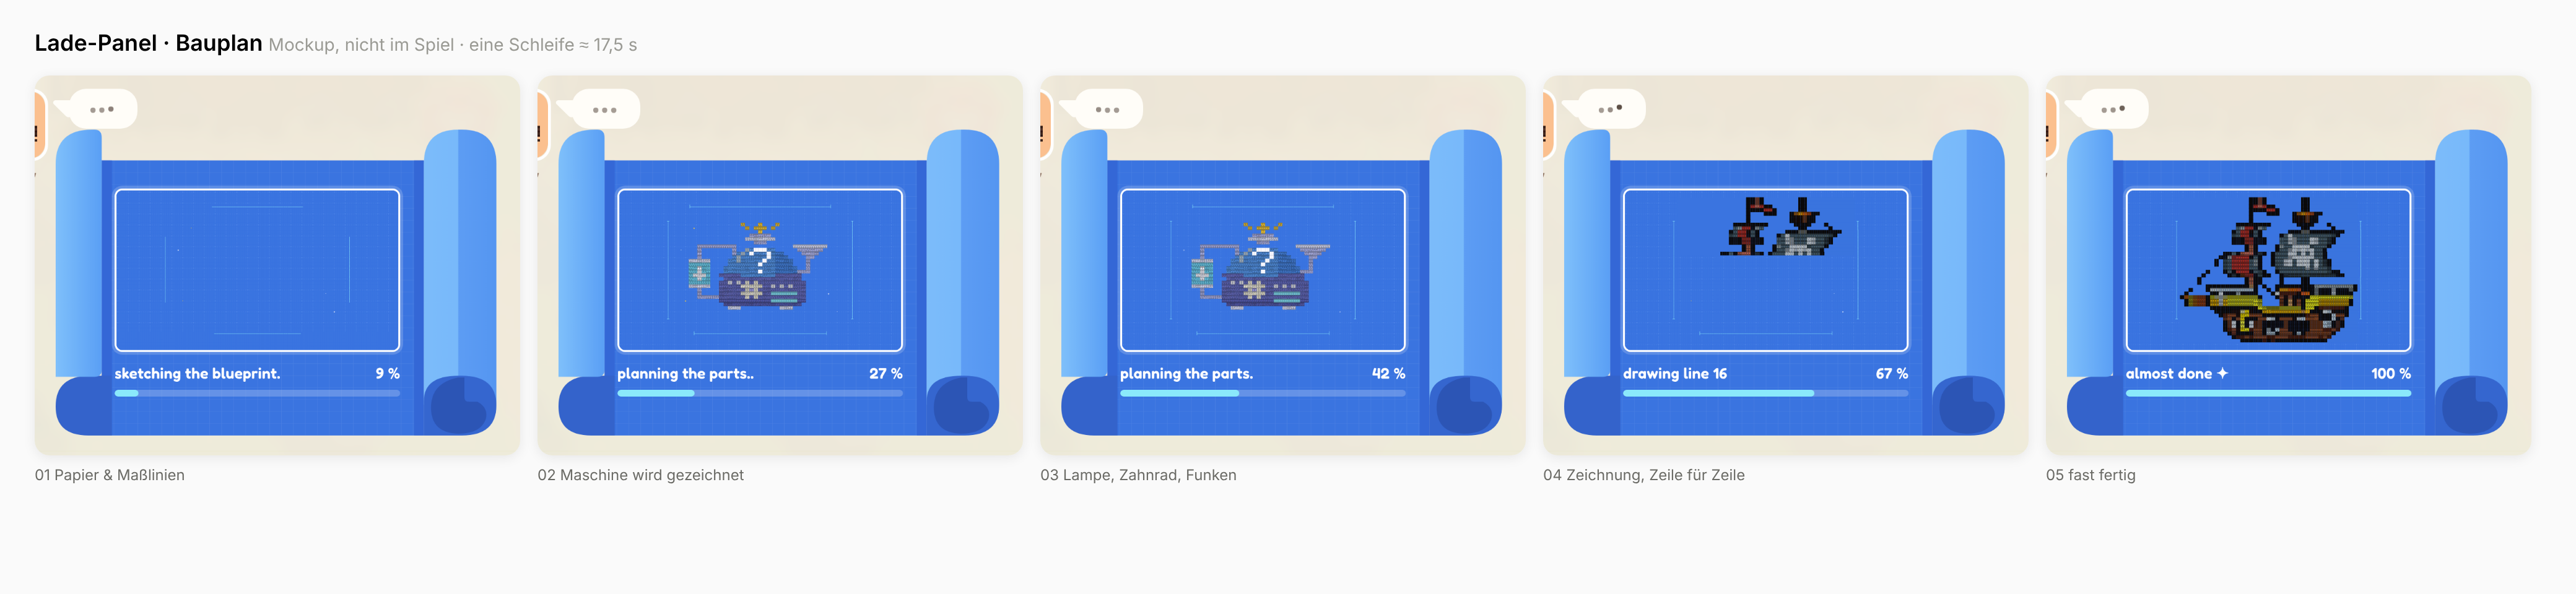 Lade-Panel · Bauplan Mockup, nicht im Spiel · eine Schleife ≈ 17,5 s
!
sketching the blueprint. 9 %
01 Papier & Maßlinien
!
?
planning the parts.. 27 %
02 Maschine wird gezeichnet
!
?
planning the parts. 42 %
03 Lampe, Zahnrad, Funken
!
drawing line 16 67 %
04 Zeichnung, Zeile für Zeile
!
almost done ✦ 100 %
05 fast fertig